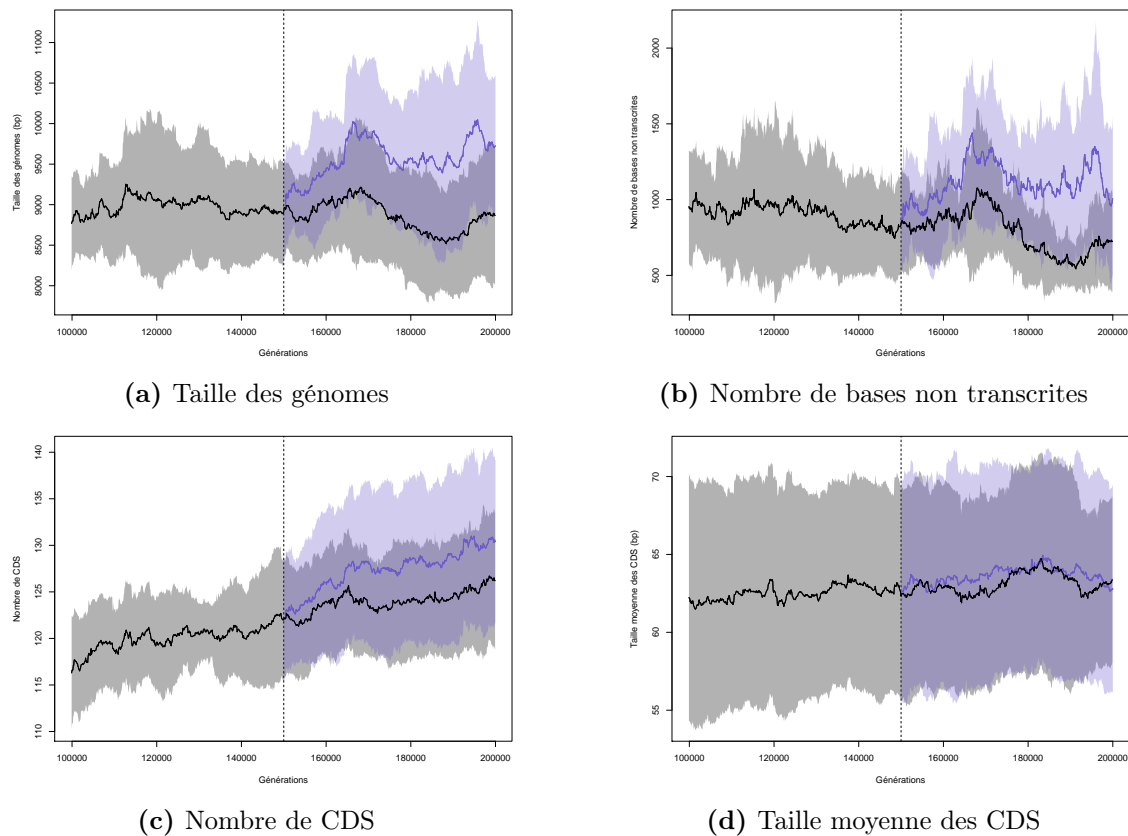 Taille des génomes (bp)
8000 8500 9000 9500 10000 10500 11000
100000 120000 140000 160000 180000 200000
Générations
(a) Taille des génomes
Nombre de bases non transcrites
500 1000 1500 2000
100000 120000 140000 160000 180000 200000
Générations
(b) Nombre de bases non transcrites
Nombre de CDS
110 115 120 125 130 135 140
100000 120000 140000 160000 180000 200000
Générations
(c) Nombre de CDS
Taille moyenne des CDS (bp)
55 60 65 70
100000 120000 140000 160000 180000 200000
Générations
(d) Taille moyenne des CDS